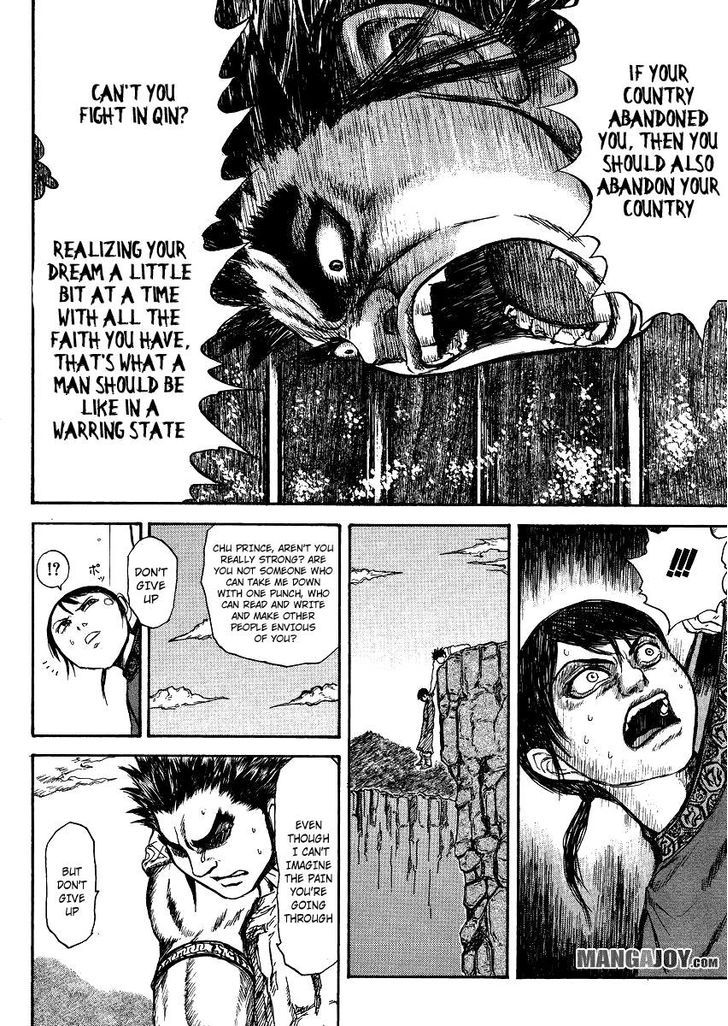 IF YOUR
COUNTRY
ABANDONED
YOU, THEN YOU
SHOULD ALSO
ABANDON YOUR
COUNTRY
CAN'T YOU
FIGHT IN QIN?
REALIZING YOUR
DREAM A LITTLE
BIT AT A TIME
WITH ALL THE
FAITH YOU HAVE,
THAT'S WHAT A
MAN SHOULD BE
LIKE IN A
WARRING STATE
!!!
CHU PRINCE, AREN'T YOU
REALLY STRONG? ARE
YOU NOT SOMEONE WHO
CAN TAKE ME DOWN
WITH ONE PUNCH, WHO
CAN READ AND WRITE
AND MAKE OTHER
PEOPLE ENVIOUS
OF YOU?
DON'T
GIVE
UP
ポッ
!?
EVEN
THOUGH
I CAN'T
IMAGINE
THE PAIN
YOU'RE
GOING
THROUGH
BUT
DON'T
GIVE
UP
MANGAJOY.COM